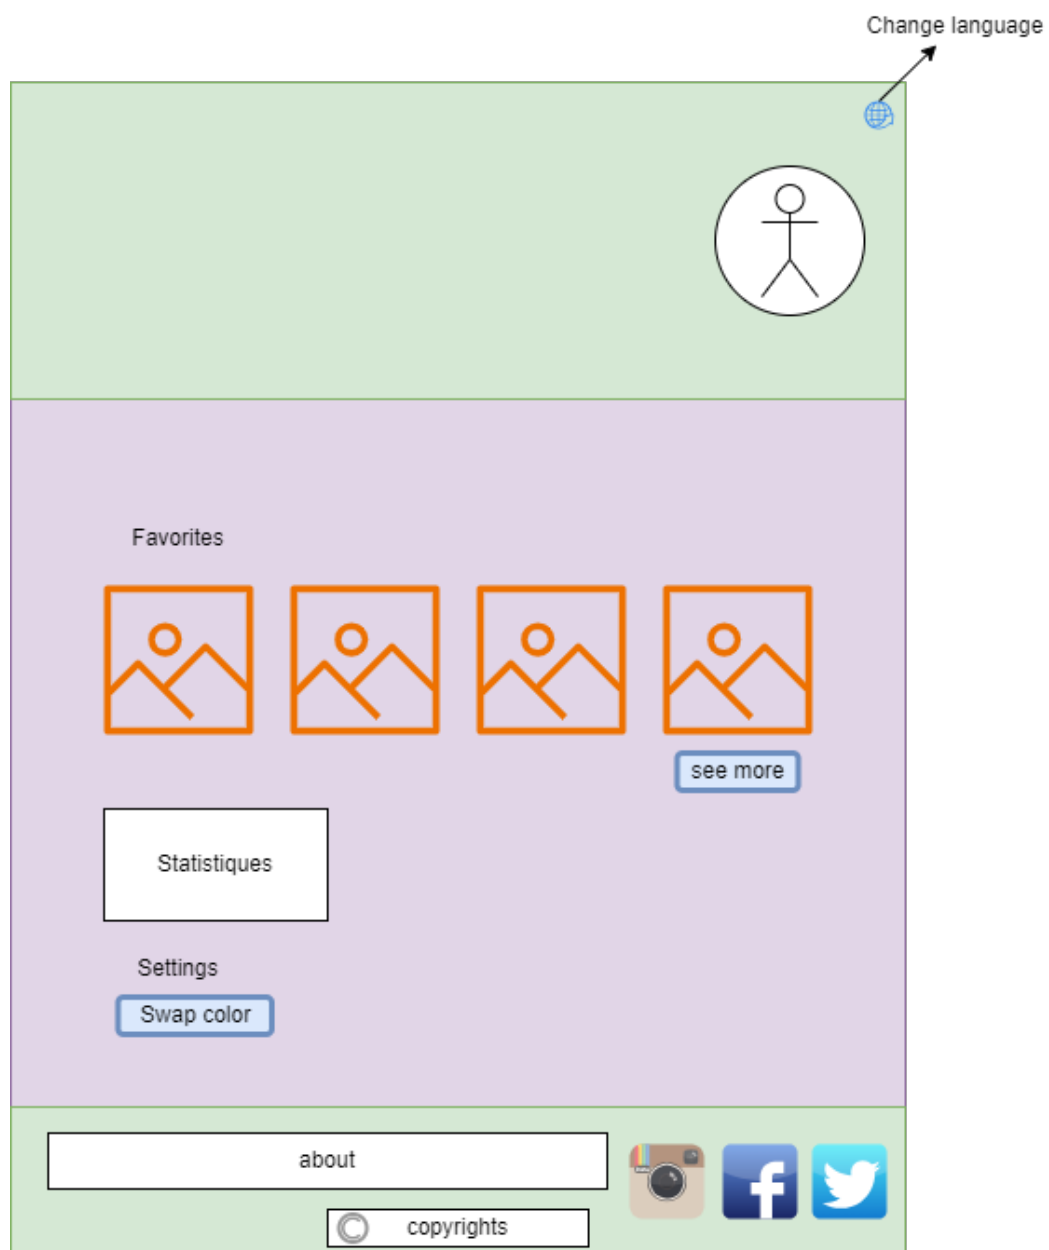 Change language
Favorites
see more
Statistiques
Settings
Swap color
about
© copyrights